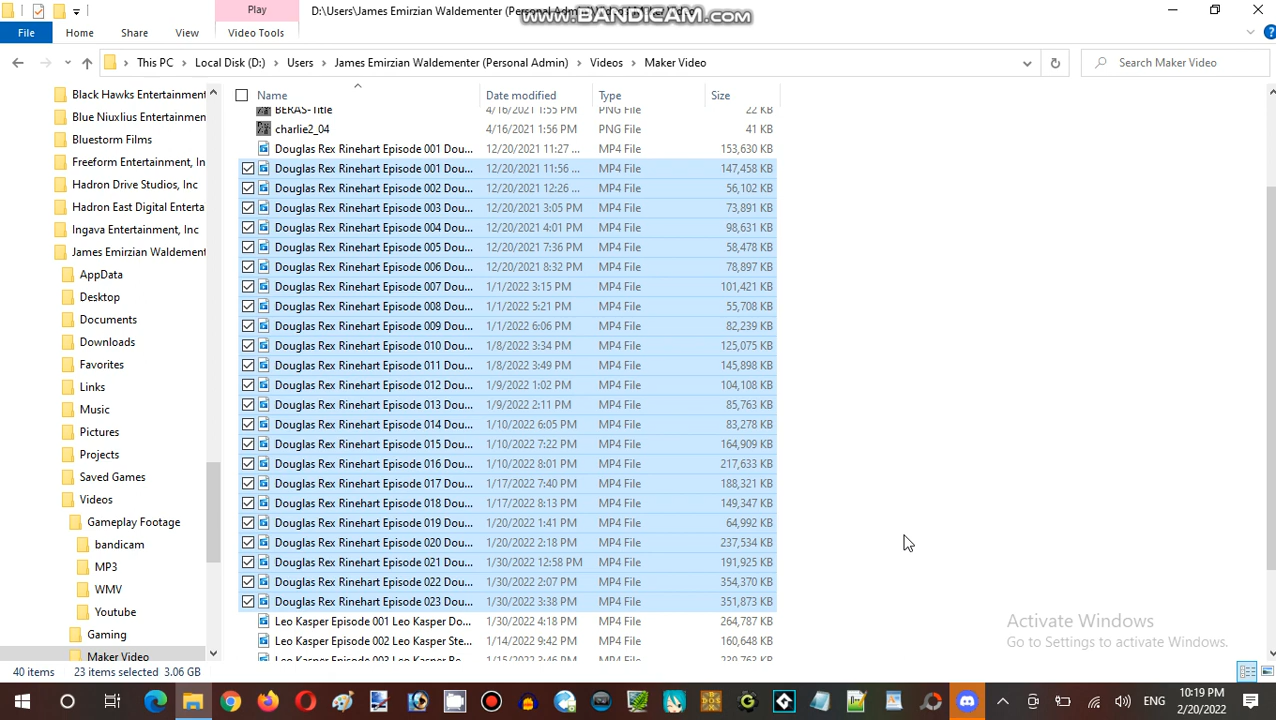 Play
D:\Users\James Emirzian Waldementer (Personal Admin)
www.BANDICAM.com
File
Home
Share
View
Video Tools
This PC
Local Disk (D:)
Users
James Emirzian Waldementer (Personal Admin)
Videos
Maker Video
Search Maker Video
Name
Date modified
Type
Size
Black Hawks Entertainment
Blue Niuxlius Entertainmen
Bluestorm Films
Freeform Entertainment, In
Hadron Drive Studios, Inc
Hadron East Digital Enterta
Ingava Entertainment, Inc
James Emirzian Waldement
AppData
Desktop
Documents
Downloads
Favorites
Links
Music
Pictures
Projects
Saved Games
Videos
Gameplay Footage
bandicam
MP3
WMV
Youtube
Gaming
Maker Video
BERAS-Title 4/16/2021 1:55 PM PNG File 22 KB
charlie2_04 4/16/2021 1:56 PM PNG File 41 KB
Douglas Rex Rinehart Episode 001 Dou... 12/20/2021 11:27 ... MP4 File 153,630 KB
Douglas Rex Rinehart Episode 001 Dou... 12/20/2021 11:56 ... MP4 File 147,458 KB
Douglas Rex Rinehart Episode 002 Dou... 12/20/2021 12:26 ... MP4 File 56,102 KB
Douglas Rex Rinehart Episode 003 Dou... 12/20/2021 3:05 PM MP4 File 73,891 KB
Douglas Rex Rinehart Episode 004 Dou... 12/20/2021 4:01 PM MP4 File 98,631 KB
Douglas Rex Rinehart Episode 005 Dou... 12/20/2021 7:36 PM MP4 File 58,478 KB
Douglas Rex Rinehart Episode 006 Dou... 12/20/2021 8:32 PM MP4 File 78,897 KB
Douglas Rex Rinehart Episode 007 Dou... 1/1/2022 3:15 PM MP4 File 101,421 KB
Douglas Rex Rinehart Episode 008 Dou... 1/1/2022 5:21 PM MP4 File 55,708 KB
Douglas Rex Rinehart Episode 009 Dou... 1/1/2022 6:06 PM MP4 File 82,239 KB
Douglas Rex Rinehart Episode 010 Dou... 1/8/2022 3:34 PM MP4 File 125,075 KB
Douglas Rex Rinehart Episode 011 Dou... 1/8/2022 3:49 PM MP4 File 145,898 KB
Douglas Rex Rinehart Episode 012 Dou... 1/9/2022 1:02 PM MP4 File 104,108 KB
Douglas Rex Rinehart Episode 013 Dou... 1/9/2022 2:11 PM MP4 File 85,763 KB
Douglas Rex Rinehart Episode 014 Dou... 1/10/2022 6:05 PM MP4 File 83,278 KB
Douglas Rex Rinehart Episode 015 Dou... 1/10/2022 7:22 PM MP4 File 164,909 KB
Douglas Rex Rinehart Episode 016 Dou... 1/10/2022 8:01 PM MP4 File 217,633 KB
Douglas Rex Rinehart Episode 017 Dou... 1/17/2022 7:40 PM MP4 File 188,321 KB
Douglas Rex Rinehart Episode 018 Dou... 1/17/2022 8:13 PM MP4 File 149,347 KB
Douglas Rex Rinehart Episode 019 Dou... 1/20/2022 1:41 PM MP4 File 64,992 KB
Douglas Rex Rinehart Episode 020 Dou... 1/20/2022 2:18 PM MP4 File 237,534 KB
Douglas Rex Rinehart Episode 021 Dou... 1/30/2022 12:58 PM MP4 File 191,925 KB
Douglas Rex Rinehart Episode 022 Dou... 1/30/2022 2:07 PM MP4 File 354,370 KB
Douglas Rex Rinehart Episode 023 Dou... 1/30/2022 3:38 PM MP4 File 351,873 KB
Leo Kasper Episode 001 Leo Kasper Do... 1/30/2022 4:18 PM MP4 File 264,787 KB
Leo Kasper Episode 002 Leo Kasper Ste... 1/14/2022 9:42 PM MP4 File 160,648 KB
Leo Kasper Episode 003 Leo Kasper Re... 1/15/2022 3:46 PM MP4 File 239,763 KB
Activate Windows
Go to Settings to activate Windows.
40 items
23 items selected 3.06 GB
ENG
10:19 PM
2/20/2022